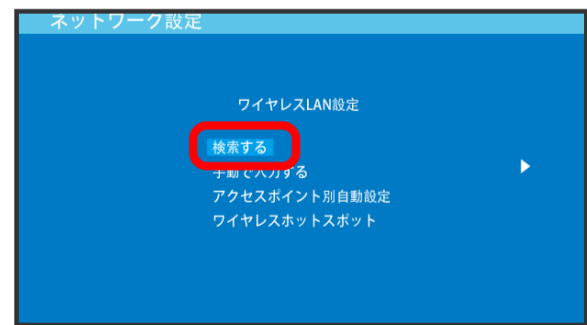 ネットワーク設定
ワイヤレスLAN設定
検索する
手動で入力する
アクセスポイント別自動設定
ワイヤレスホットスポット